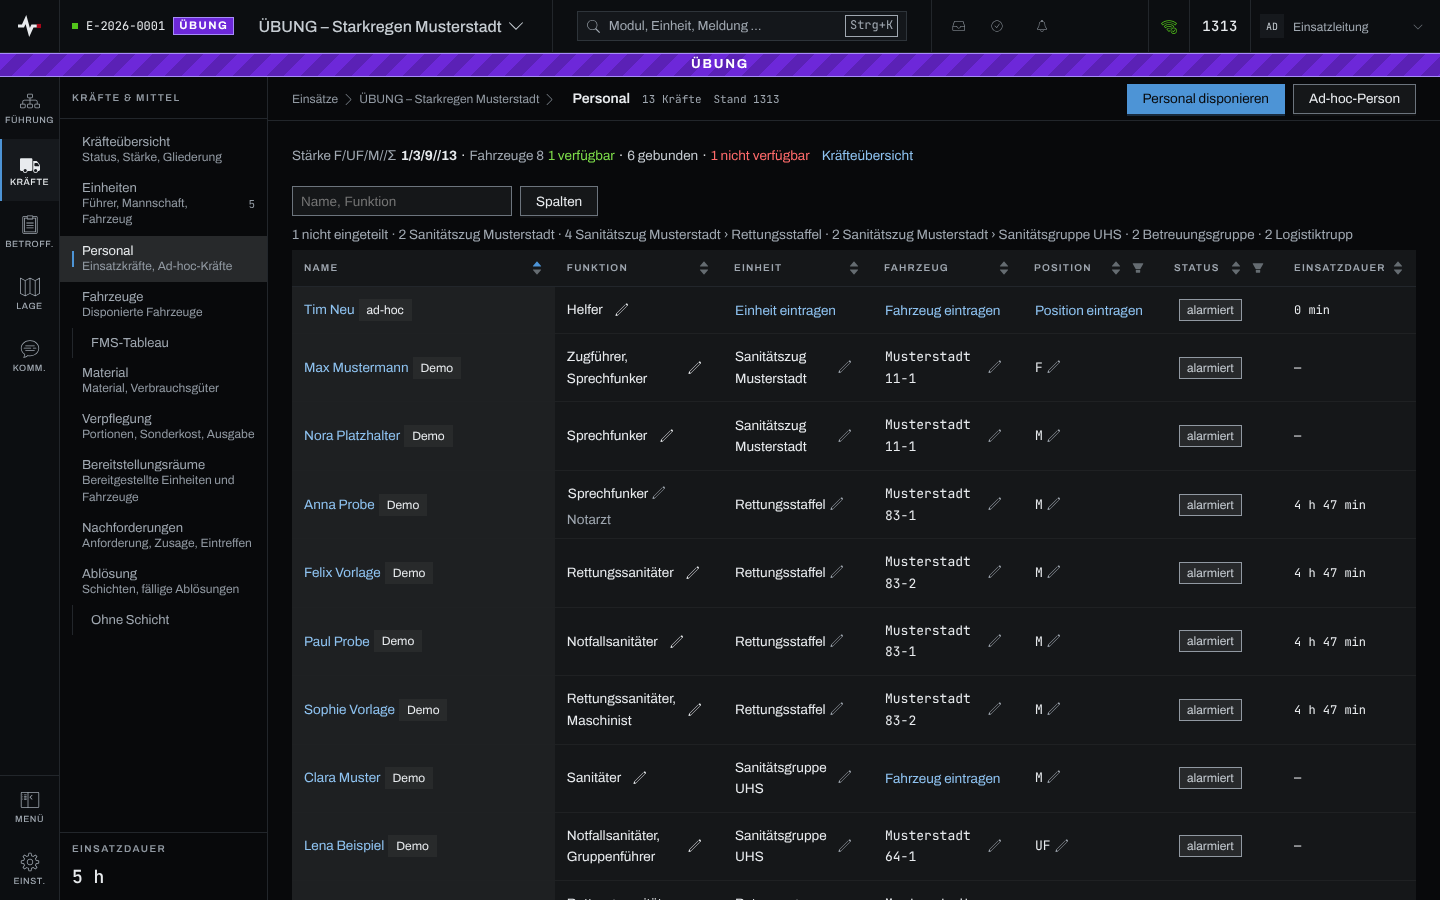 E-2026-0001 ÜBUNG ÜBUNG – Starkregen Musterstadt Modul, Einheit, Meldung ... Strg+K 1313 AD Einsatzleitung
ÜBUNG
FÜHRUNG
KRÄFTE
BETROFF.
LAGE
KOMM.
MENÜ
EINST.
KRÄFTE & MITTEL
Kräfteübersicht
Status, Stärke, Gliederung
Einheiten
Führer, Mannschaft,
Fahrzeug
5
Personal
Einsatzkräfte, Ad-hoc-Kräfte
Fahrzeuge
Disponierte Fahrzeuge
FMS-Tableau
Material
Material, Verbrauchsgüter
Verpflegung
Portionen, Sonderkost, Ausgabe
Bereitstellungsräume
Bereitgestellte Einheiten und
Fahrzeuge
Nachforderungen
Anforderung, Zusage, Eintreffen
Ablösung
Schichten, fällige Ablösungen
Ohne Schicht
EINSATZDAUER
5 h
Einsätze ÜBUNG – Starkregen Musterstadt Personal 13 Kräfte Stand 1313 Personal disponieren Ad-hoc-Person
Stärke F/UF/M//Σ 1/3/9//13 · Fahrzeuge 8 1 verfügbar · 6 gebunden · 1 nicht verfügbar Kräfteübersicht
Name, Funktion Spalten
1 nicht eingeteilt · 2 Sanitätszug Musterstadt · 4 Sanitätszug Musterstadt › Rettungsstaffel · 2 Sanitätszug Musterstadt › Sanitätsgruppe UHS · 2 Betreuungsgruppe · 2 Logistiktrupp
NAME FUNKTION EINHEIT FAHRZEUG POSITION STATUS EINSATZDAUER
Tim Neu ad-hoc Helfer Einheit eintragen Fahrzeug eintragen Position eintragen alarmiert 0 min
Max Mustermann Demo Zugführer, Sprechfunker Sanitätszug Musterstadt Musterstadt 11-1 F alarmiert –
Nora Platzhalter Demo Sprechfunker Sanitätszug Musterstadt Musterstadt 11-1 M alarmiert –
Anna Probe Demo Sprechfunker Notarzt Rettungsstaffel Musterstadt 83-1 M alarmiert 4 h 47 min
Felix Vorlage Demo Rettungssanitäter Rettungsstaffel Musterstadt 83-2 M alarmiert 4 h 47 min
Paul Probe Demo Notfallsanitäter Rettungsstaffel Musterstadt 83-1 M alarmiert 4 h 47 min
Sophie Vorlage Demo Rettungssanitäter, Maschinist Rettungsstaffel Musterstadt 83-2 M alarmiert 4 h 47 min
Clara Muster Demo Sanitäter Sanitätsgruppe UHS Fahrzeug eintragen M alarmiert –
Lena Beispiel Demo Notfallsanitäter, Gruppenführer Sanitätsgruppe UHS Musterstadt 64-1 UF alarmiert –